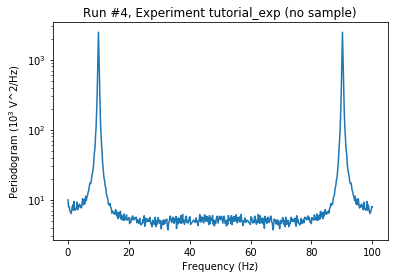 Run #4, Experiment tutorial_exp (no sample)
Periodogram (10³ V^2/Hz)
10³
10²
10¹
0 20 40 60 80 100
Frequency (Hz)